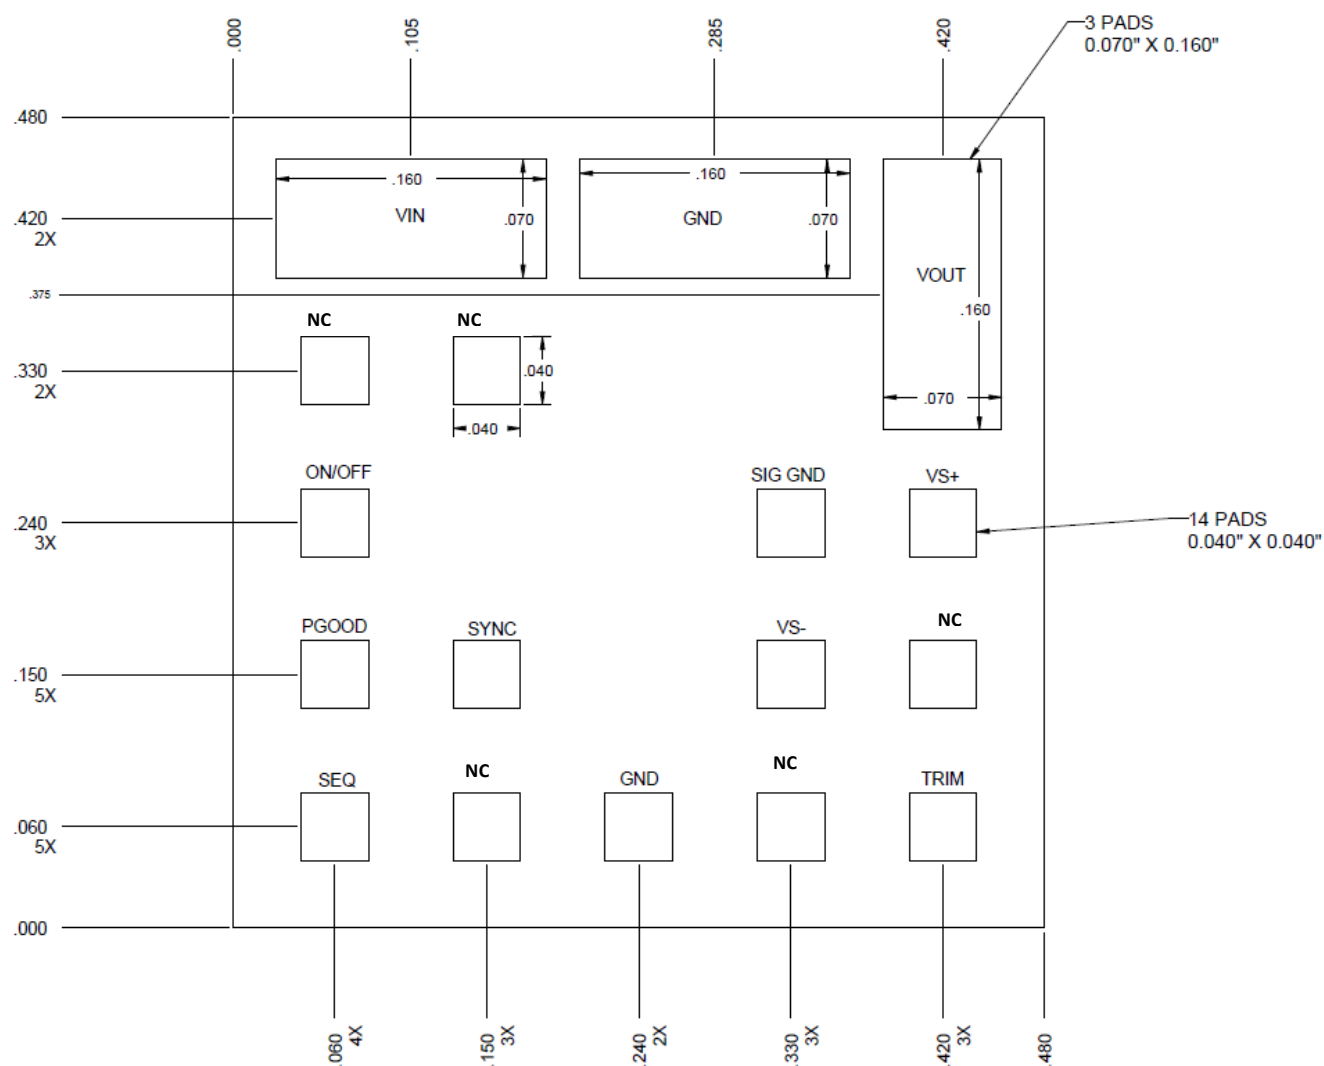 .000
.105
.285
.420
3 PADS
0.070" X 0.160"
.480
.160
.160
VIN
GND
.420
2X
.070
.070
VOUT
.375
.160
NC
NC
.330
2X
.040
.070
.040
ON/OFF
SIG GND
VS+
.240
3X
14 PADS
0.040" X 0.040"
PGOOD
SYNC
VS-
NC
.150
5X
SEQ
NC
GND
NC
TRIM
.060
5X
.000
.060
4X
.150
3X
.240
2X
.330
3X
.420
3X
.480